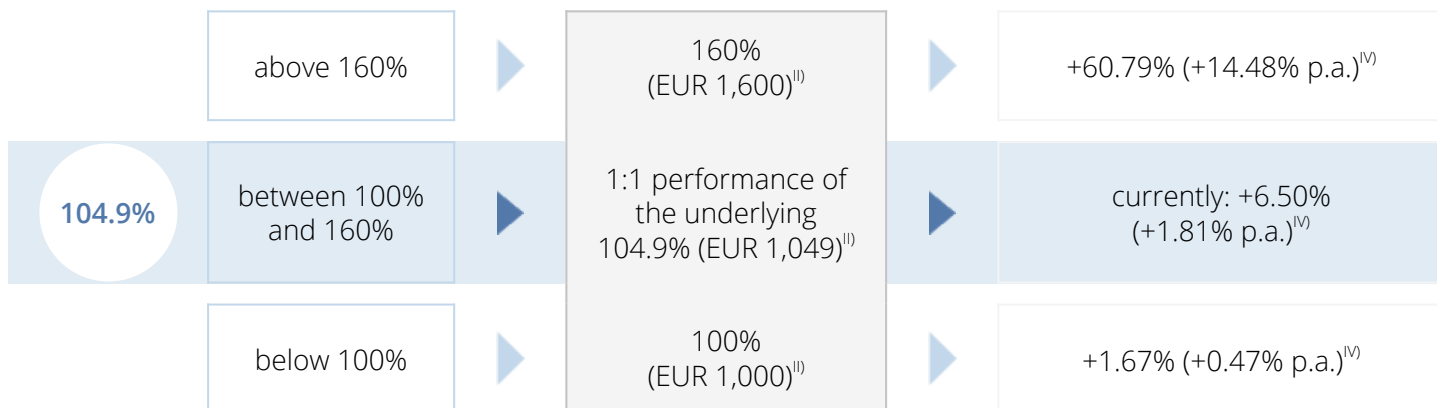 above 160%
160%
(EUR 1,600)II)
+60.79% (+14.48% p.a.)IV)
104.9%
between 100%
and 160%
1:1 performance of
the underlying
104.9% (EUR 1,049)II)
currently: +6.50%
(+1.81% p.a.)IV)
below 100%
100%
(EUR 1,000)II)
+1.67% (+0.47% p.a.)IV)